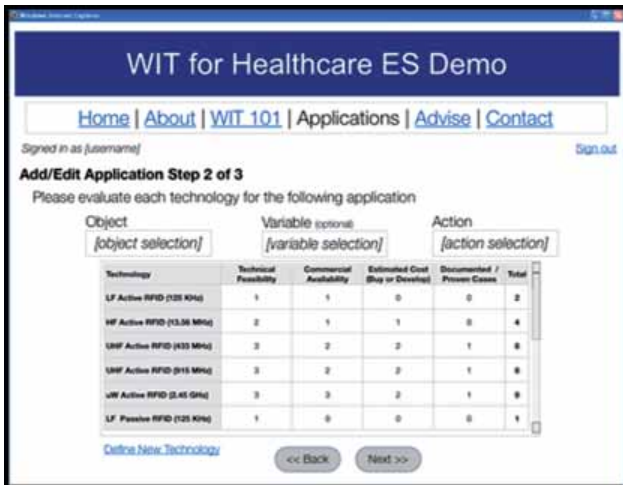 Windows Internet Explorer
WIT for Healthcare ES Demo
Home | About | WIT 101 | Applications | Advise | Contact
Signed in as [username] Sign out
Add/Edit Application Step 2 of 3
Please evaluate each technology for the following application
Object Variable (optional) Action
[object selection] [variable selection] [action selection]
Technology Technical Feasibility Commercial Availability Estimated Cost (Buy or Develop) Documented / Proven Cases Total
LF Active RFID (125 KHz) 1 1 0 0 2
HF Active RFID (13.56 MHz) 2 1 1 0 4
UHF Active RFID (433 MHz) 3 2 2 1 8
UHF Active RFID (915 MHz) 3 2 2 1 8
uW Active RFID (2.45 GHz) 3 3 2 1 9
LF Passive RFID (125 KHz) 1 0 0 0 1
Define New Technology << Back Next >>